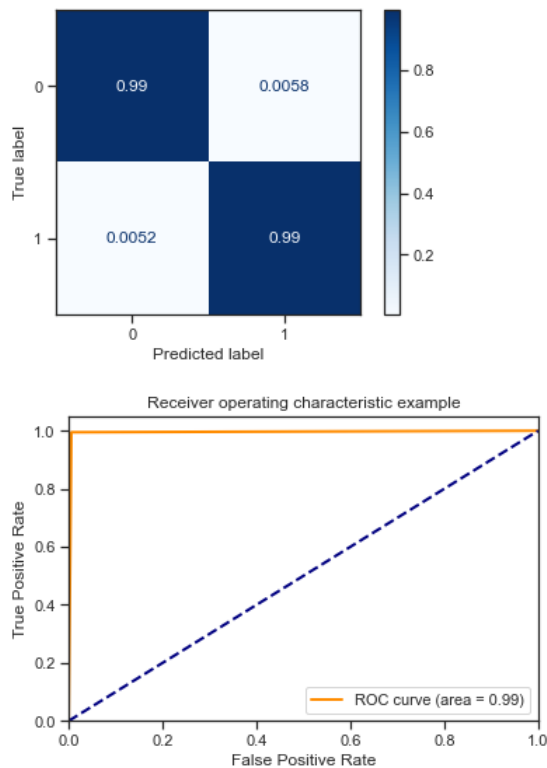 0.8
0 0.99 0.0058
0.6
True label
0.4
1 0.0052 0.99
0.2
0 1
Predicted label
Receiver operating characteristic example
1.0
0.8
0.6
True Positive Rate
0.4
0.2
ROC curve (area = 0.99)
0.0
0.0 0.2 0.4 0.6 0.8 1.0
False Positive Rate